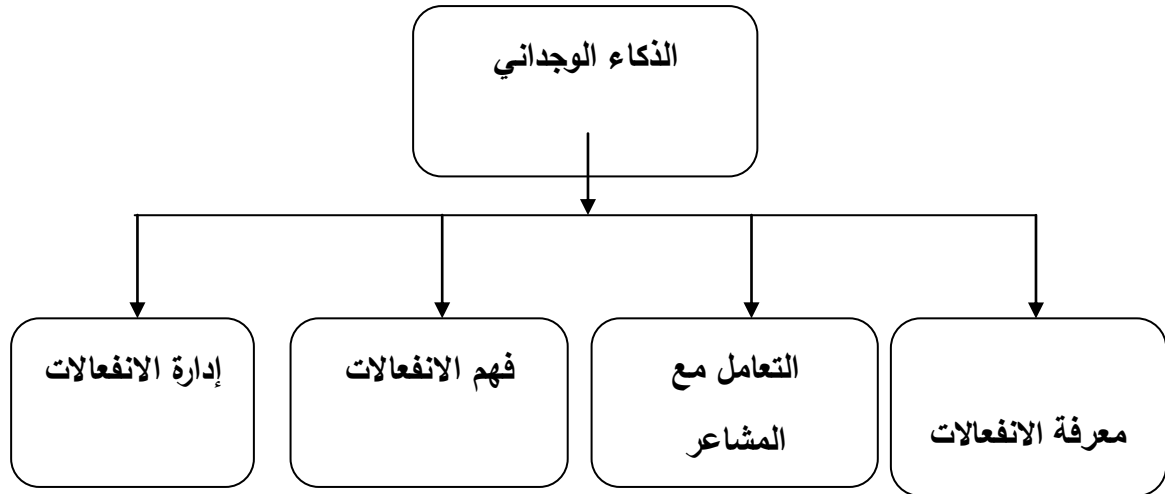 الذكاء الوجداني
معرفة الانفعالات
التعامل مع
المشاعر
فهم الانفعالات
إدارة الانفعالات